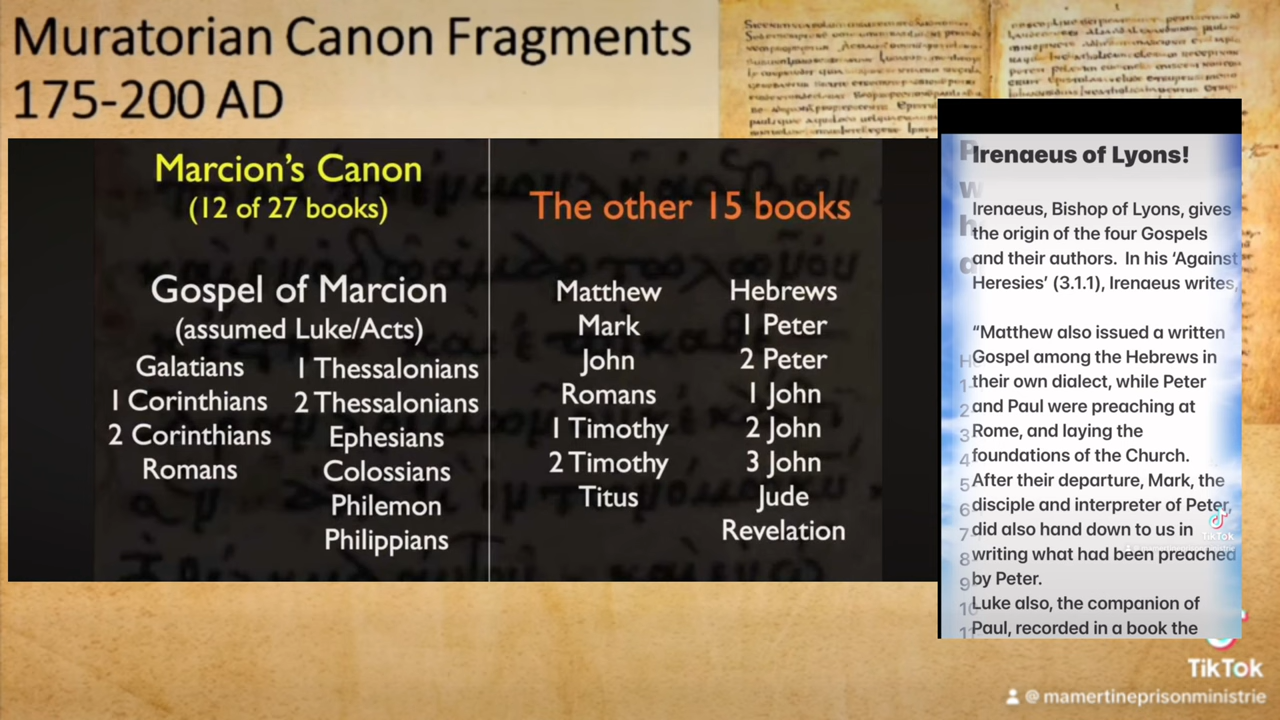 Muratorian Canon Fragments
175-200 AD
Marcion's Canon
(12 of 27 books)
Gospel of Marcion
(assumed Luke/Acts)
Galatians
1 Corinthians
2 Corinthians
Romans
1 Thessalonians
2 Thessalonians
Ephesians
Colossians
Philemon
Philippians
The other 15 books
Matthew
Mark
John
Romans
1 Timothy
2 Timothy
Titus
Hebrews
1 Peter
2 Peter
1 John
2 John
3 John
Jude
Revelation
Irenaeus of Lyons!
Irenaeus, Bishop of Lyons, gives
the origin of the four Gospels
and their authors. In his ‘Against
Heresies’ (3.1.1), Irenaeus writes,
“Matthew also issued a written
Gospel among the Hebrews in
their own dialect, while Peter
and Paul were preaching at
Rome, and laying the
foundations of the Church.
After their departure, Mark, the
disciple and interpreter of Peter,
did also hand down to us in
writing what had been preached
by Peter.
Luke also, the companion of
Paul, recorded in a book the
TikTok
TikTok
@ mamertineprisonministrie